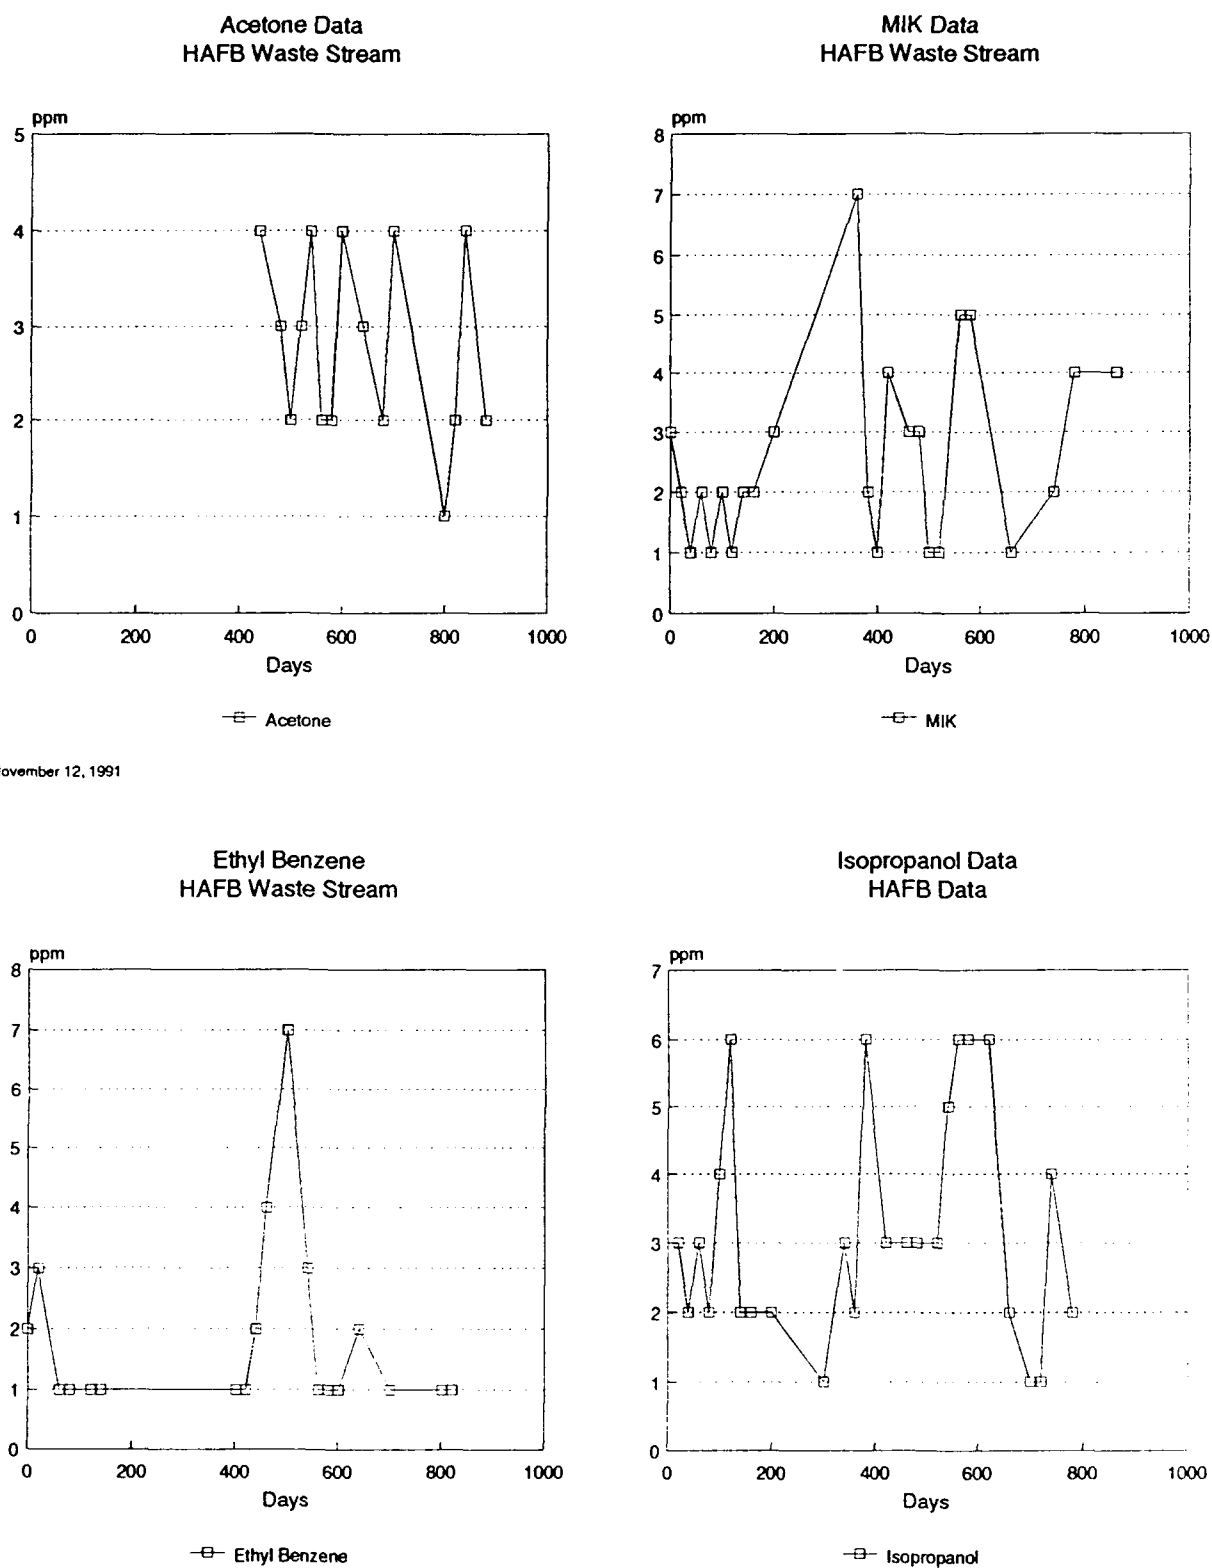 Acetone Data
HAFB Waste Stream
ppm
5
4
3
2
1
0
0 200 400 600 800 1000
Days
Acetone
MIK Data
HAFB Waste Stream
ppm
8
7
6
5
4
3
2
1
0
0 200 400 600 800 1000
Days
MIK
ovember 12, 1991
Ethyl Benzene
HAFB Waste Stream
ppm
8
7
6
5
4
3
2
1
0
0 200 400 600 800 1000
Days
Ethyl Benzene
Isopropanol Data
HAFB Data
ppm
7
6
5
4
3
2
1
0
0 200 400 600 800 1000
Days
Isopropanol